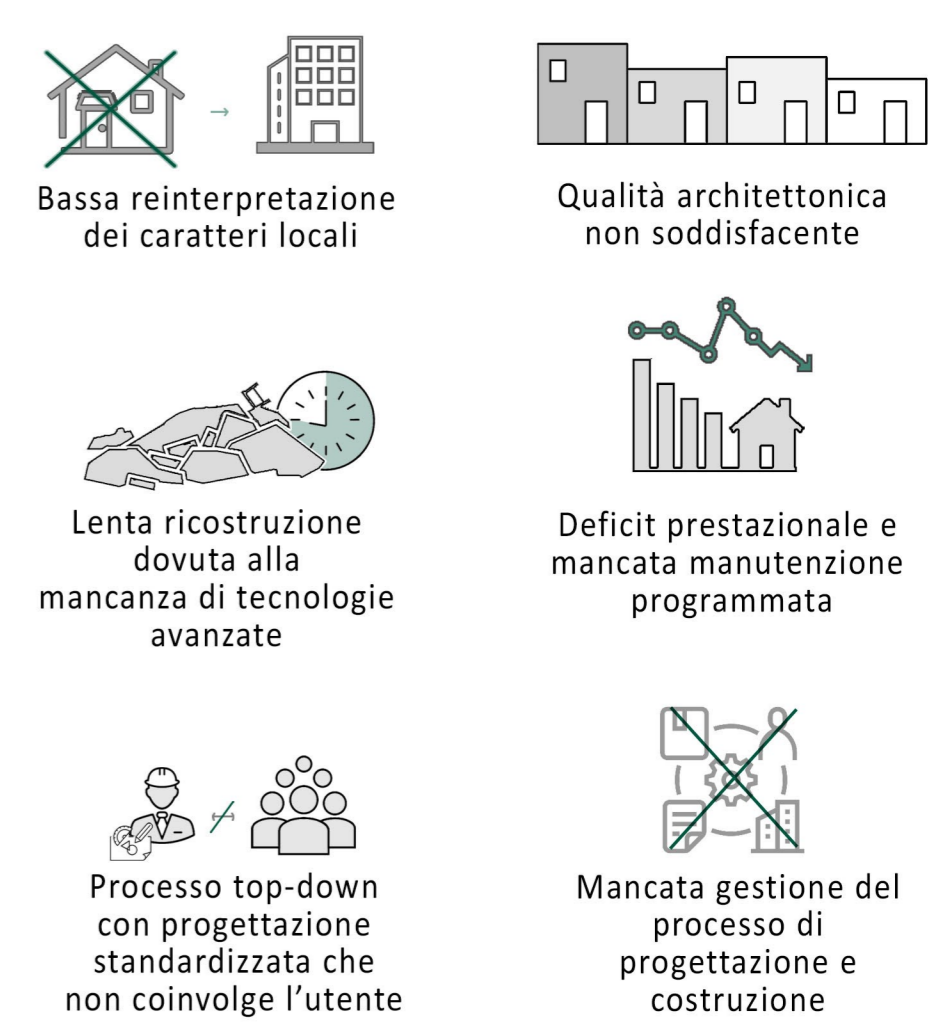 Bassa reinterpretazione
dei caratteri locali
Qualità architettonica
non soddisfacente
Lenta ricostruzione
dovuta alla
mancanza di tecnologie
avanzate
Deficit prestazionale e
mancata manutenzione
programmata
Processo top-down
con progettazione
standardizzata che
non coinvolge l'utente
Mancata gestione del
processo di
progettazione e
costruzione